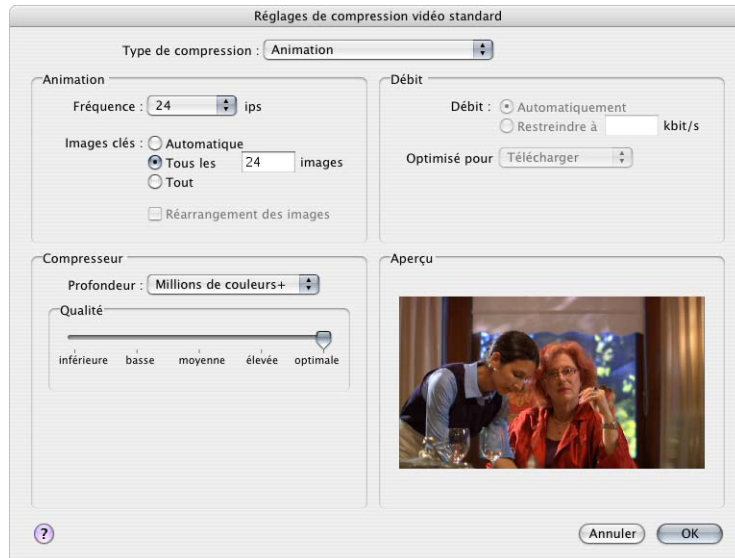 Réglages de compression vidéo standard
Type de compression : Animation
Animation
Fréquence : 24 ips
Images clés : Automatique
Tous les 24 images
Tout
Réarrangement des images
Débit
Débit : Automatiquement
Restreindre à kbit/s
Optimisé pour Télécharger
Compresseur
Profondeur : Millions de couleurs+
Qualité
inférieure basse moyenne élevée optimale
Aperçu
?
Annuler OK